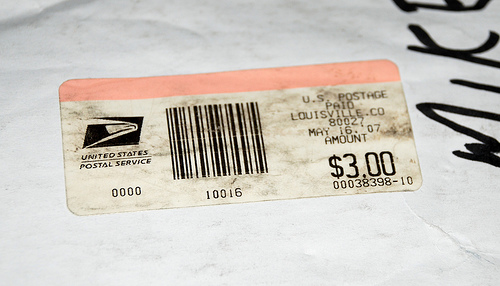 U.S. POSTAGE
PAID
LOUISVILLE.CO
80027
MAY 16. 07
AMOUNT
$3.00
00038398-10
UNITED STATES
POSTAL SERVICE
0000
10016
MIKE